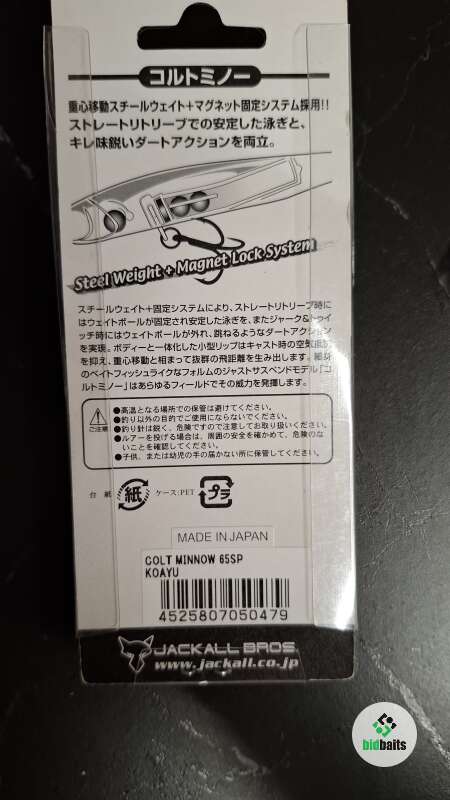 コルトミノー
重心移動スチールウェイト+マグネット固定システム採用!!
ストレートリトリーブでの安定した泳ぎと、
キレ味鋭いダートアクションを両立。
Steel Weight + Magnet Lock System
スチールウェイト+固定システムにより、ストレートリトリーブ時に
はウェイトボールが固定され安定した泳ぎを、またジャーク&トゥイ
ッチ時にはウェイトボールが外れ、跳ねるようなダートアクション
を実現。ボディーと一体化した小型リップはキャスト時の空気抵抗
を抑え、重心移動と相まって抜群の飛距離を生み出します。細身
のベイトフィッシュライクなフォルムのジャストサスペンドモデル「コ
ルトミノー」はあらゆるフィールドでその威力を発揮します。
ご注意
●高温となる場所での保管は避けてください。
●釣り以外の目的でご使用にならないでください。
●釣り針は鋭く、危険ですので注意してお取り扱いください。
●ルアーを投げる場合は、周囲の安全を確かめて、危険のな
いことを確認してください。
●子供、または幼児の手の届かない所に保管してください。
台紙 紙 ケース:PET プラ
MADE IN JAPAN
COLT MINNOW 65SP
KOAYU
4525807050479
JACKALL BROS.
www.jackall.co.jp
bidbaits